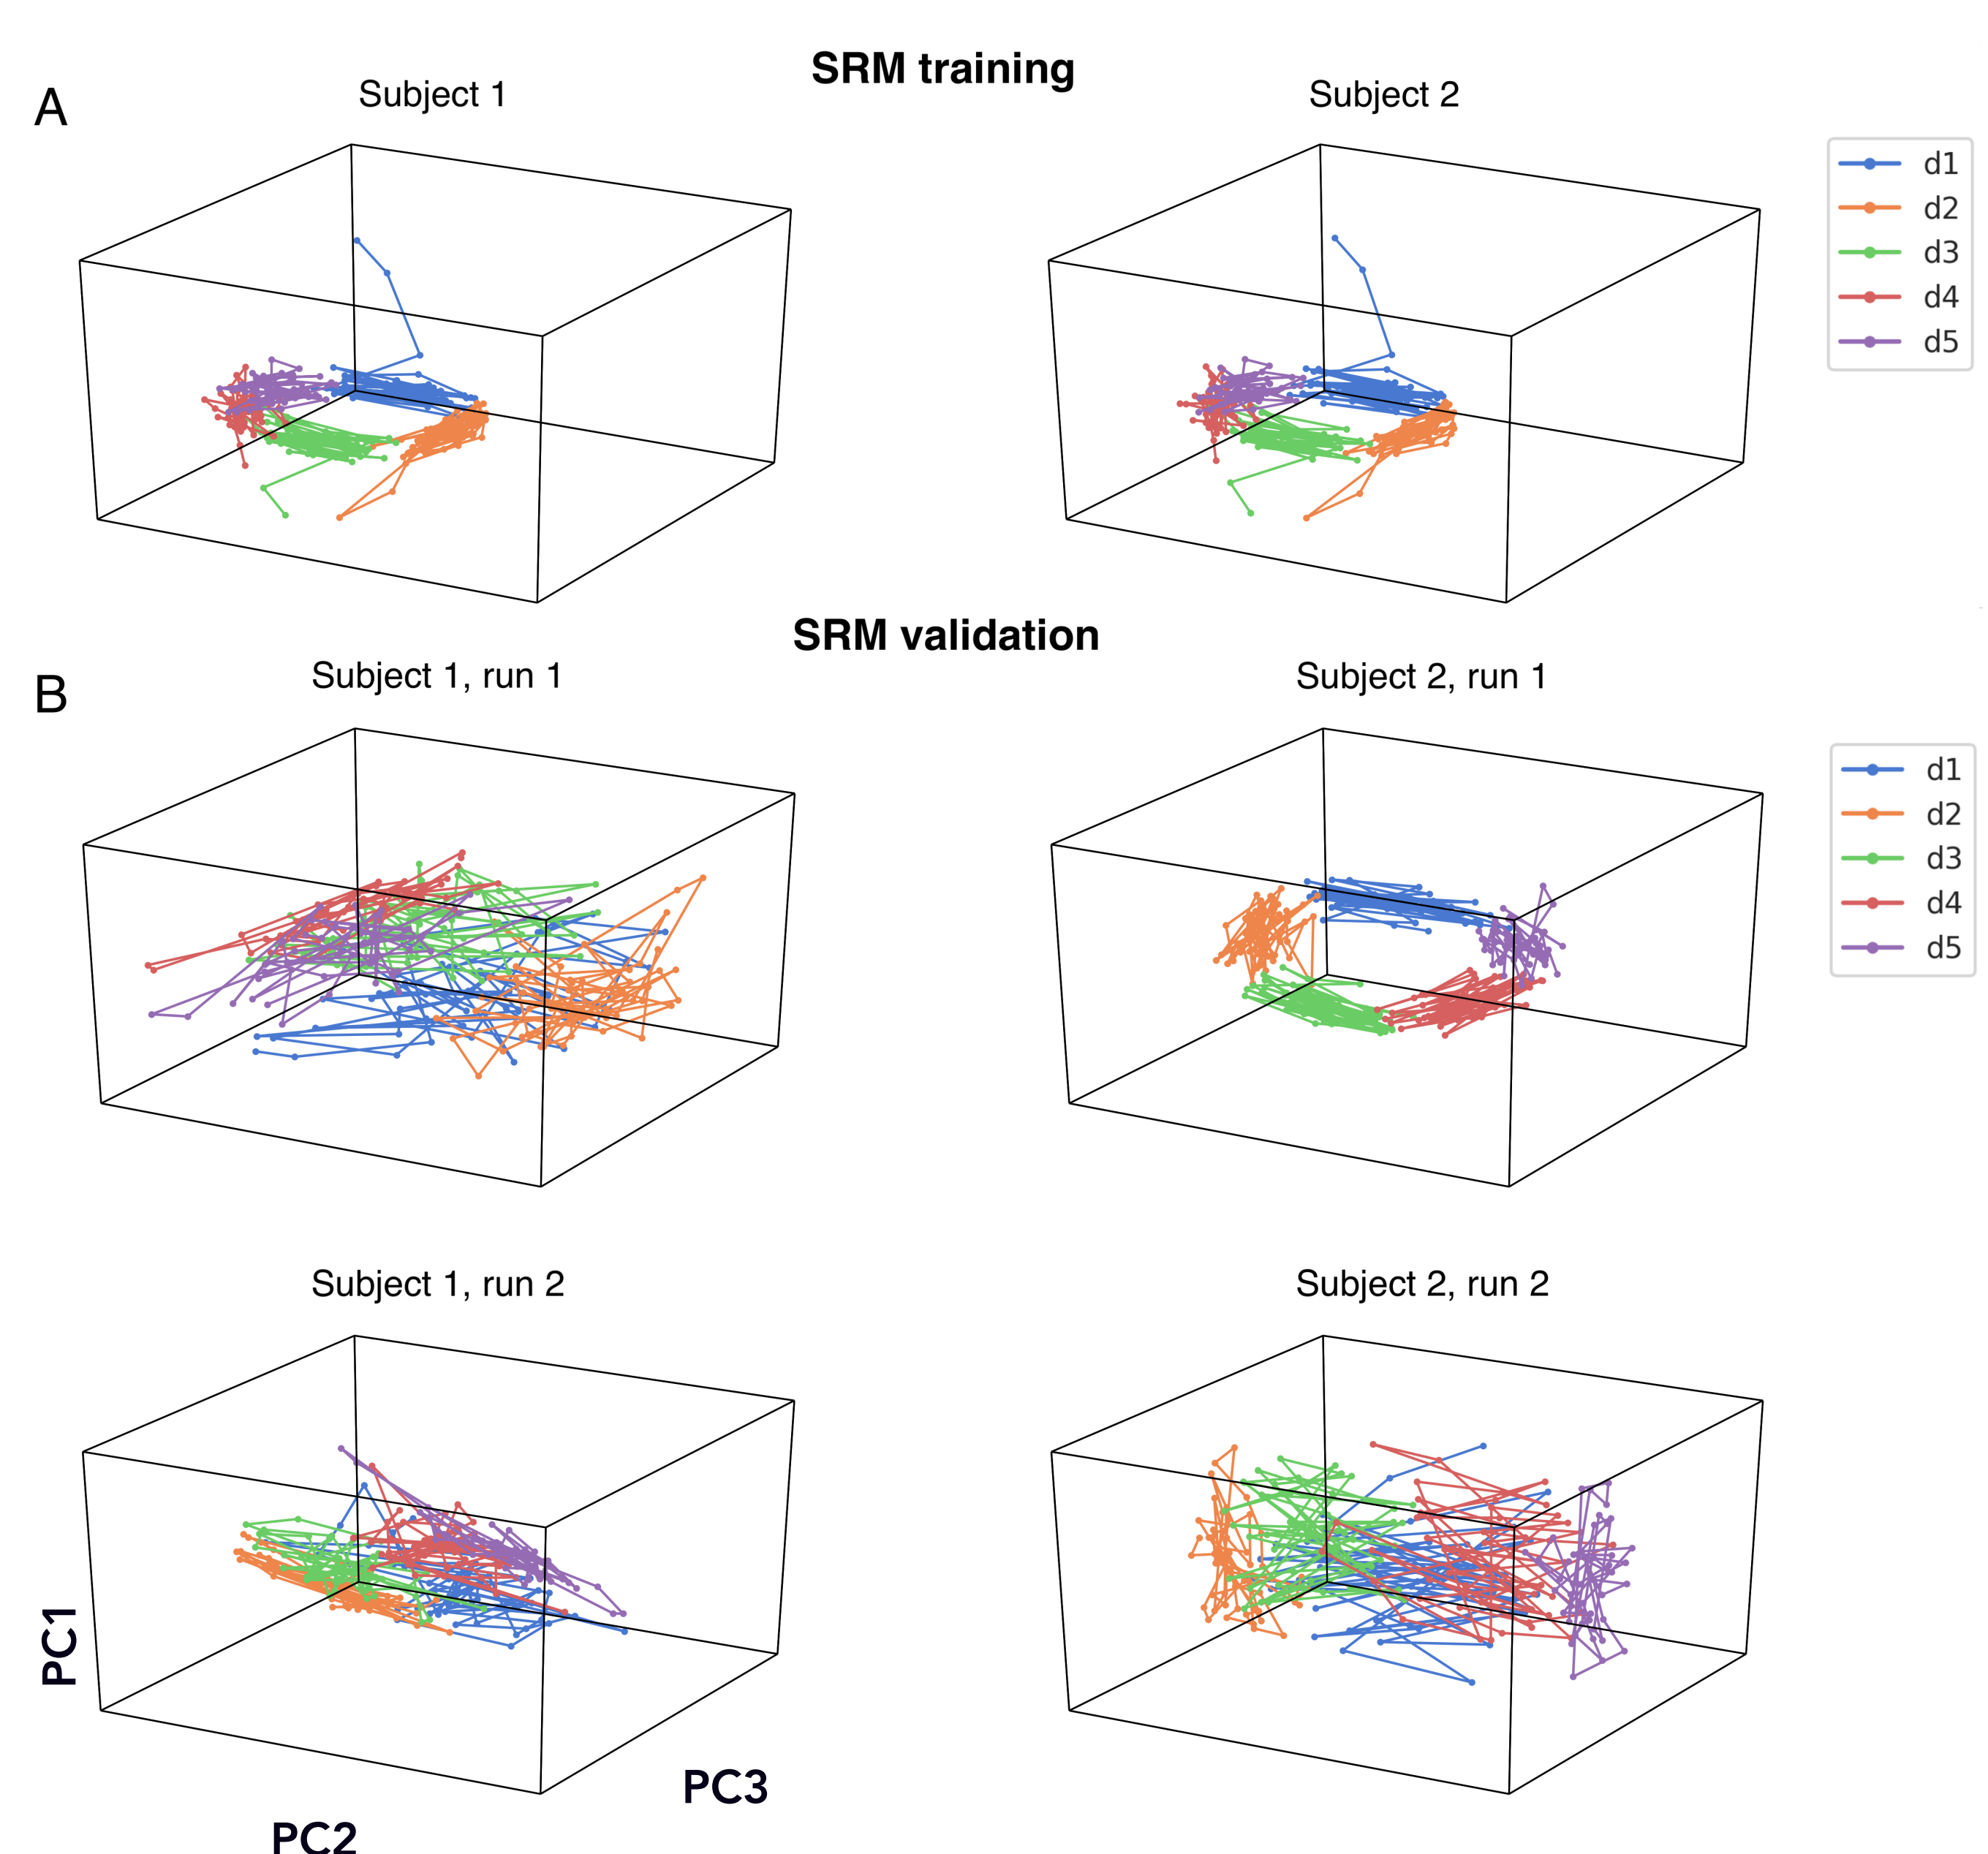 SRM training
A
Subject 1
Subject 2
d1
d2
d3
d4
d5
SRM validation
B
Subject 1, run 1
Subject 2, run 1
d1
d2
d3
d4
d5
Subject 1, run 2
Subject 2, run 2
PC1
PC2
PC3